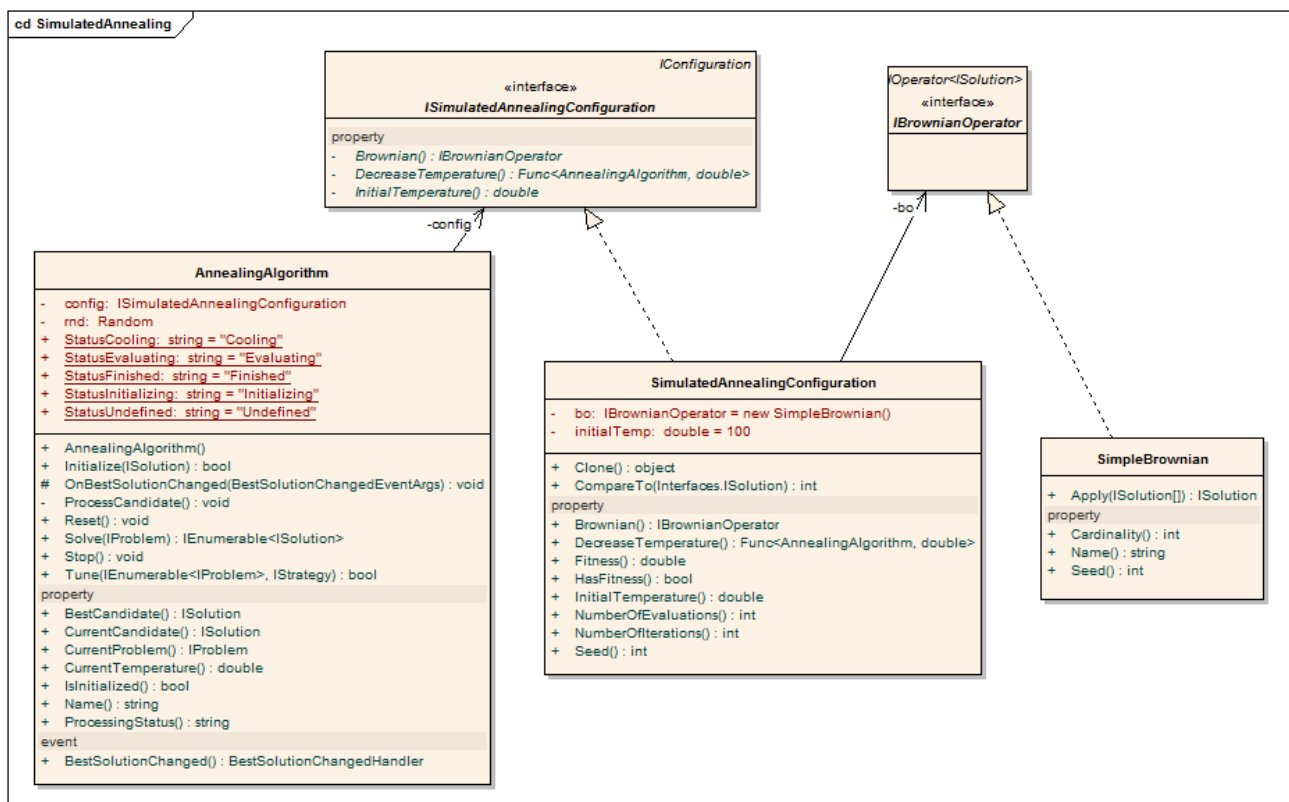 cd SimulatedAnnealing
IConfiguration
«interface»
ISimulatedAnnealingConfiguration
property
- Brownian() : IBrownianOperator
- DecreaseTemperature() : Func<AnnealingAlgorithm, double>
- InitialTemperature() : double
IOperator<ISolution>
«interface»
IBrownianOperator
-config
-bo
AnnealingAlgorithm
- config: ISimulatedAnnealingConfiguration
- rnd: Random
+ StatusCooling: string = "Cooling"
+ StatusEvaluating: string = "Evaluating"
+ StatusFinished: string = "Finished"
+ StatusInitializing: string = "Initializing"
+ StatusUndefined: string = "Undefined"
+ AnnealingAlgorithm()
+ Initialize(ISolution) : bool
# OnBestSolutionChanged(BestSolutionChangedEventArgs) : void
- ProcessCandidate() : void
+ Reset() : void
+ Solve(IProblem) : IEnumerable<ISolution>
+ Stop() : void
+ Tune(IEnumerable<IProblem>, IStrategy) : bool
property
+ BestCandidate() : ISolution
+ CurrentCandidate() : ISolution
+ CurrentProblem() : IProblem
+ CurrentTemperature() : double
+ IsInitialized() : bool
+ Name() : string
+ ProcessingStatus() : string
event
+ BestSolutionChanged() : BestSolutionChangedHandler
SimulatedAnnealingConfiguration
- bo: IBrownianOperator = new SimpleBrownian()
- initialTemp: double = 100
+ Clone() : object
+ CompareTo(Interfaces.ISolution) : int
property
+ Brownian() : IBrownianOperator
+ DecreaseTemperature() : Func<AnnealingAlgorithm, double>
+ Fitness() : double
+ HasFitness() : bool
+ InitialTemperature() : double
+ NumberOfEvaluations() : int
+ NumberOfIterations() : int
+ Seed() : int
SimpleBrownian
+ Apply(ISolution[]) : ISolution
property
+ Cardinality() : int
+ Name() : string
+ Seed() : int